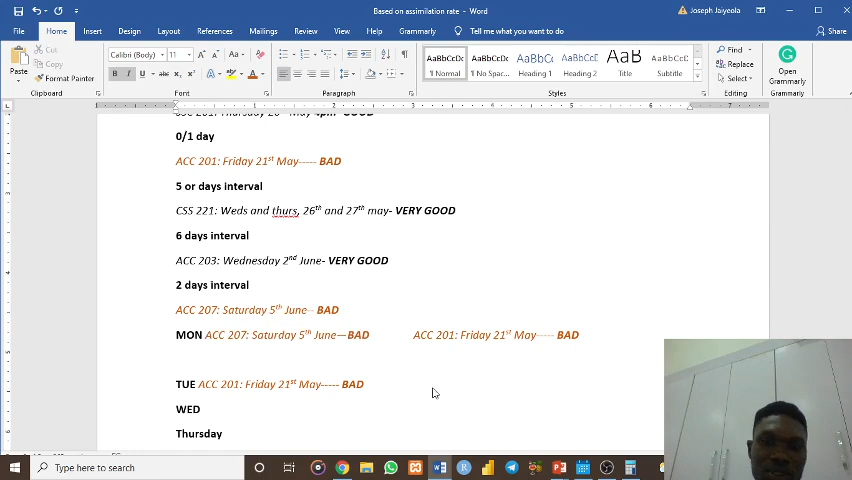 Based on assimilation rate - Word
Joseph Jaiyeola
File Home Insert Design Layout References Mailings Review View Help Grammarly Tell me what you want to do Share
Cut
Copy
Format Painter
Paste
Clipboard
Calibri (Body) 11
Font
Paragraph
AaBbCcDc AaBbCcDc AaBbCc AaBbCcD AaB AaBbCcD
¶ Normal ¶ No Spac... Heading 1 Heading 2 Title Subtitle
Styles
Find
Replace
Select
Editing
Open Grammarly
Grammarly
0/1 day
ACC 201: Friday 21st May----- BAD
5 or days interval
CSS 221: Weds and thurs, 26th and 27th may- VERY GOOD
6 days interval
ACC 203: Wednesday 2nd June- VERY GOOD
2 days interval
ACC 207: Saturday 5th June-- BAD
MON ACC 207: Saturday 5th June—BAD ACC 201: Friday 21st May----- BAD
TUE ACC 201: Friday 21st May----- BAD
WED
Thursday
Type here to search